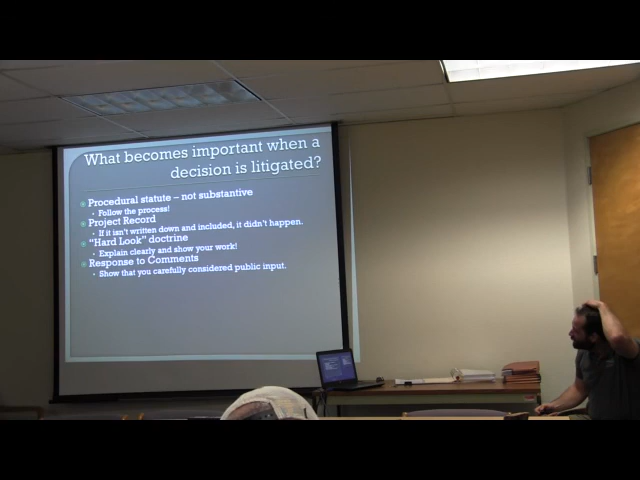 What becomes important when a
decision is litigated?
Procedural statute – not substantive
Follow the process!
Project Record
If it isn't written down and included, it didn't happen.
"Hard Look" doctrine
Explain clearly and show your work!
Response to Comments
Show that you carefully considered public input.